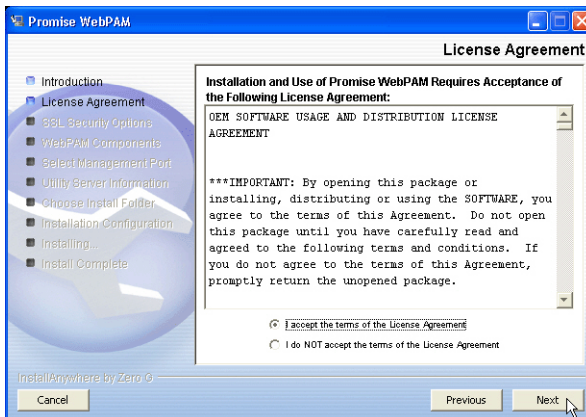 Promise WebPAM
License Agreement
Introduction
License Agreement
SSL Security Options
WebPAM Components
Select Management Port
Utility Server Information
Choose Install Folder
Installation Configuration
Installing...
Install Complete
Installation and Use of Promise WebPAM Requires Acceptance of
the Following License Agreement:
OEM SOFTWARE USAGE AND DISTRIBUTION LICENSE
AGREEMENT
***IMPORTANT: By opening this package or
installing, distributing or using the SOFTWARE, you
agree to the terms of this Agreement. Do not open
this package until you have carefully read and
agreed to the following terms and conditions. If
you do not agree to the terms of this Agreement,
promptly return the unopened package.
I accept the terms of the License Agreement
I do NOT accept the terms of the License Agreement
InstallAnywhere by Zero G
Cancel
Previous
Next